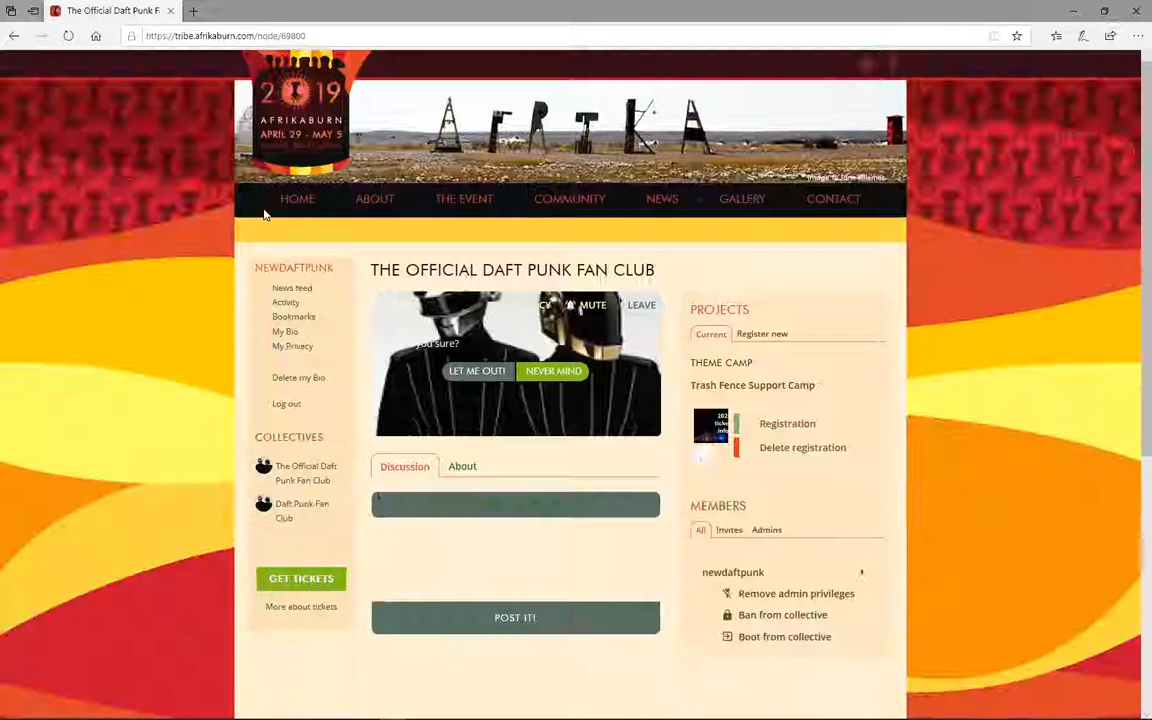 The Official Daft Punk F
https://tribe.afrikaburn.com/node/69800
2019
AFRIKABURN
APRIL 29 - MAY 5
AFRIKA
HOME ABOUT THE EVENT COMMUNITY NEWS GALLERY CONTACT
NEWDAFTPUNK
News feed
Activity
Bookmarks
My Bio
My Privacy
Delete my Bio
Log out
COLLECTIVES
The Official Daft
Punk Fan Club
Daft Punk Fan
Club
GET TICKETS
More about tickets
THE OFFICIAL DAFT PUNK FAN CLUB
CY MUTE LEAVE
you sure?
LET ME OUT! NEVER MIND
Discussion About
POST IT!
PROJECTS
Current Register new
THEME CAMP
Trash Fence Support Camp
Registration
Delete registration
MEMBERS
All Invites Admins
newdaftpunk
Remove admin privileges
Ban from collective
Boot from collective